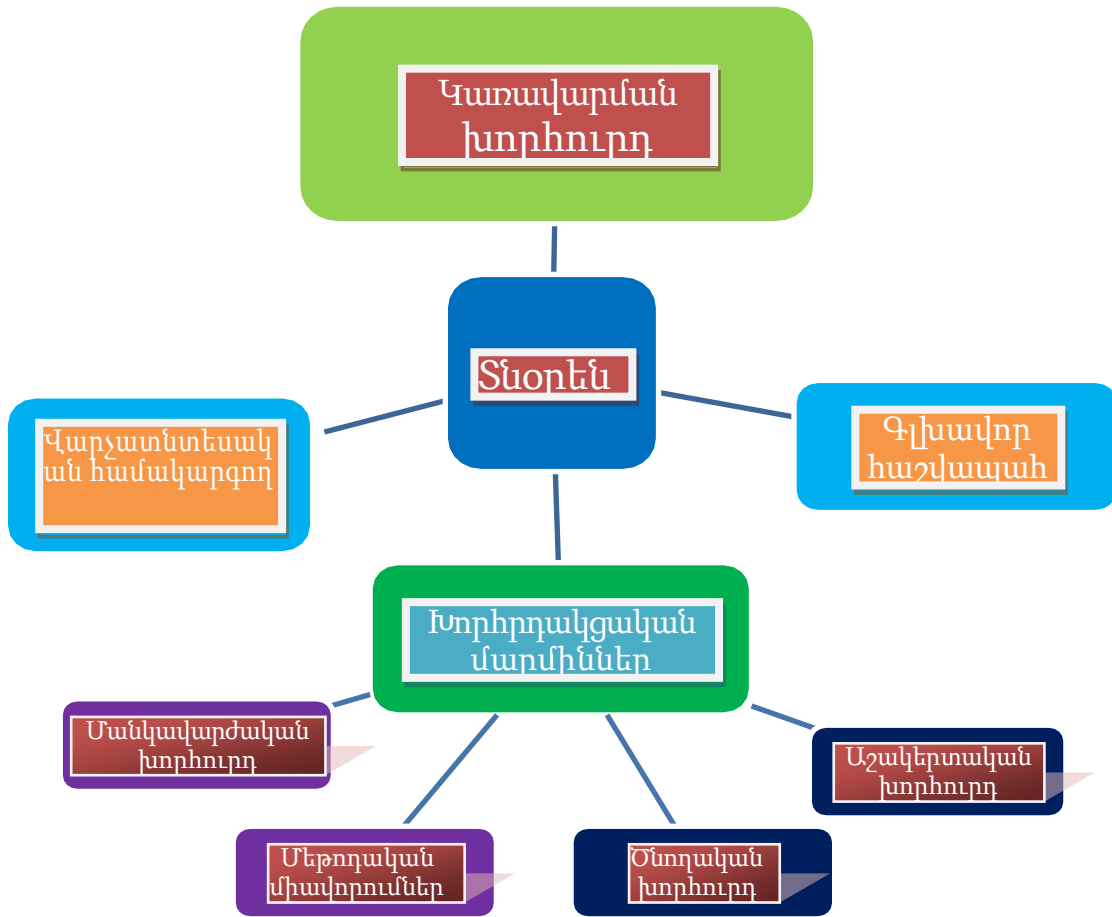 Կառավարման
խորհուրդ
Տնօրեն
Վարչատնտեսակ
ան համակարգող
Գլխավոր
հաշվապահ
Խորհրդակցական
մարմիններ
Մանկավարժական
խորհուրդ
Աշակերտական
խորհուրդ
Մեթոդական
միավորումներ
Ծնողական
խորհուրդ